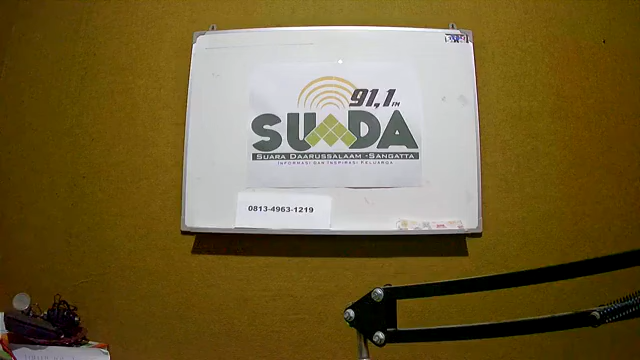 91,1 FM
SUADA
SUARA DAARUSSALAAM - SANGATTA
INFORMASI DAN INSPIRASI KELUARGA
0813-4963-1219